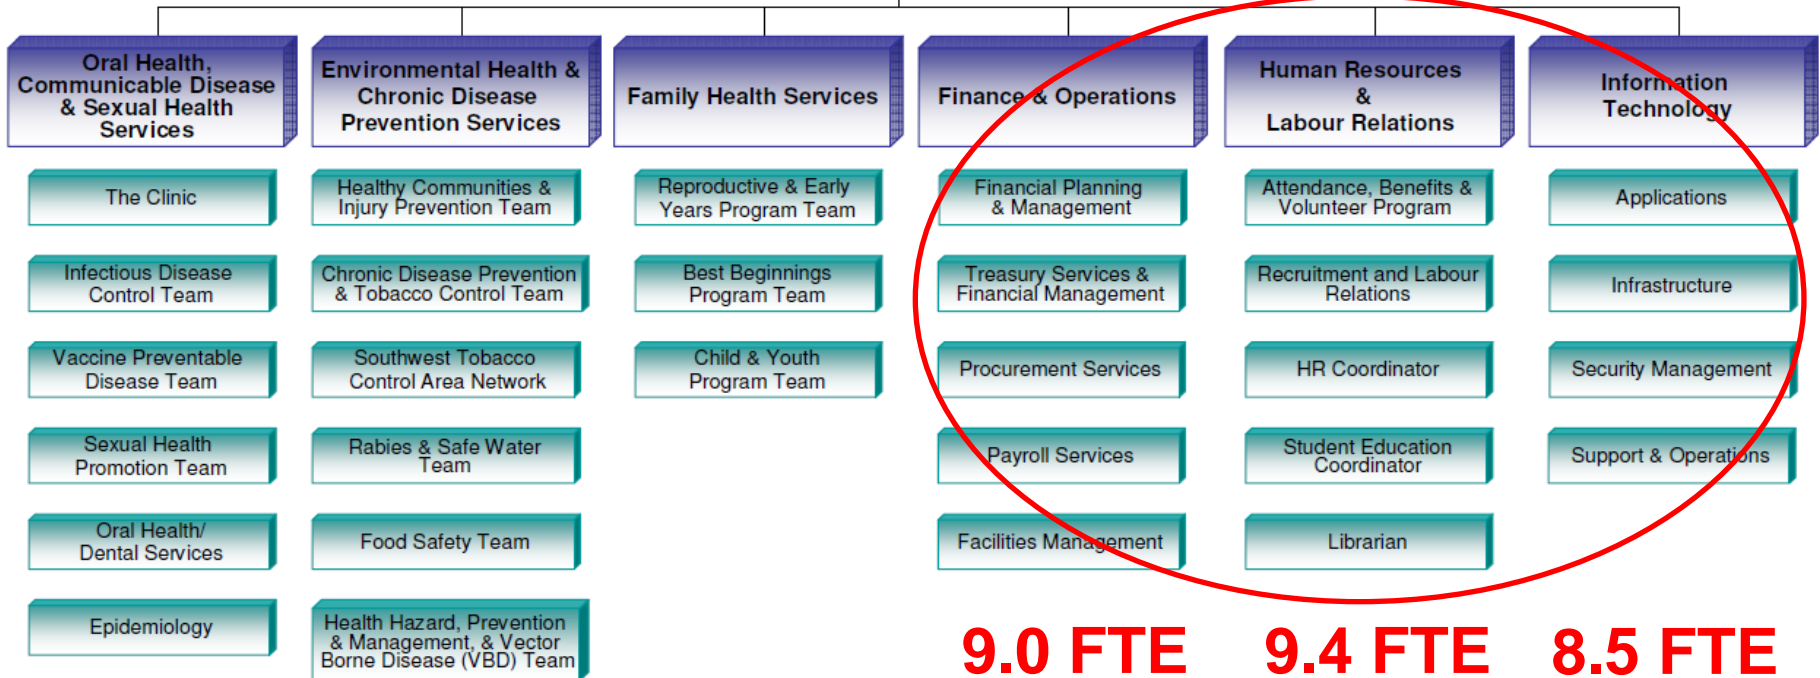 Oral Health,
Communicable Disease
& Sexual Health
Services
Environmental Health &
Chronic Disease
Prevention Services
Family Health Services
Finance & Operations
Human Resources
&
Labour Relations
Information
Technology
The Clinic
Infectious Disease
Control Team
Vaccine Preventable
Disease Team
Sexual Health
Promotion Team
Oral Health/
Dental Services
Epidemiology
Healthy Communities &
Injury Prevention Team
Chronic Disease Prevention
& Tobacco Control Team
Southwest Tobacco
Control Area Network
Rabies & Safe Water
Team
Food Safety Team
Health Hazard, Prevention
& Management, & Vector
Borne Disease (VBD) Team
Reproductive & Early
Years Program Team
Best Beginnings
Program Team
Child & Youth
Program Team
Financial Planning
& Management
Treasury Services &
Financial Management
Procurement Services
Payroll Services
Facilities Management
Attendance, Benefits &
Volunteer Program
Recruitment and Labour
Relations
HR Coordinator
Student Education
Coordinator
Librarian
Applications
Infrastructure
Security Management
Support & Operations
9.0 FTE
9.4 FTE
8.5 FTE